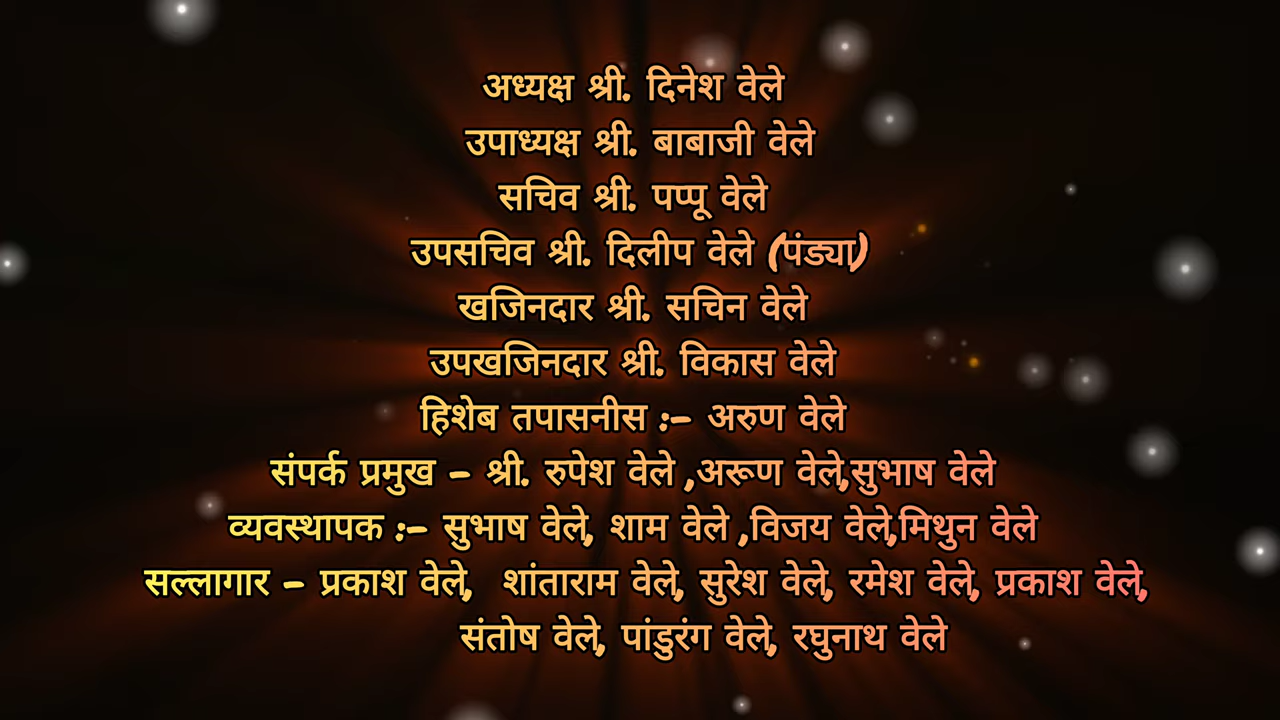 अध्यक्ष श्री. दिनेश वेले
उपाध्यक्ष श्री. बाबाजी वेले
सचिव श्री. पप्पू वेले
उपसचिव श्री. दिलीप वेले (पंड्या)
खजिनदार श्री. सचिन वेले
उपखजिनदार श्री. विकास वेले
हिशेब तपासनीस :- अरुण वेले
संपर्क प्रमुख - श्री. रुपेश वेले ,अरूण वेले,सुभाष वेले
व्यवस्थापक :- सुभाष वेले, शाम वेले ,विजय वेले,मिथुन वेले
सल्लागार - प्रकाश वेले,  शांताराम वेले, सुरेश वेले, रमेश वेले, प्रकाश वेले,
संतोष वेले, पांडुरंग वेले, रघुनाथ वेले